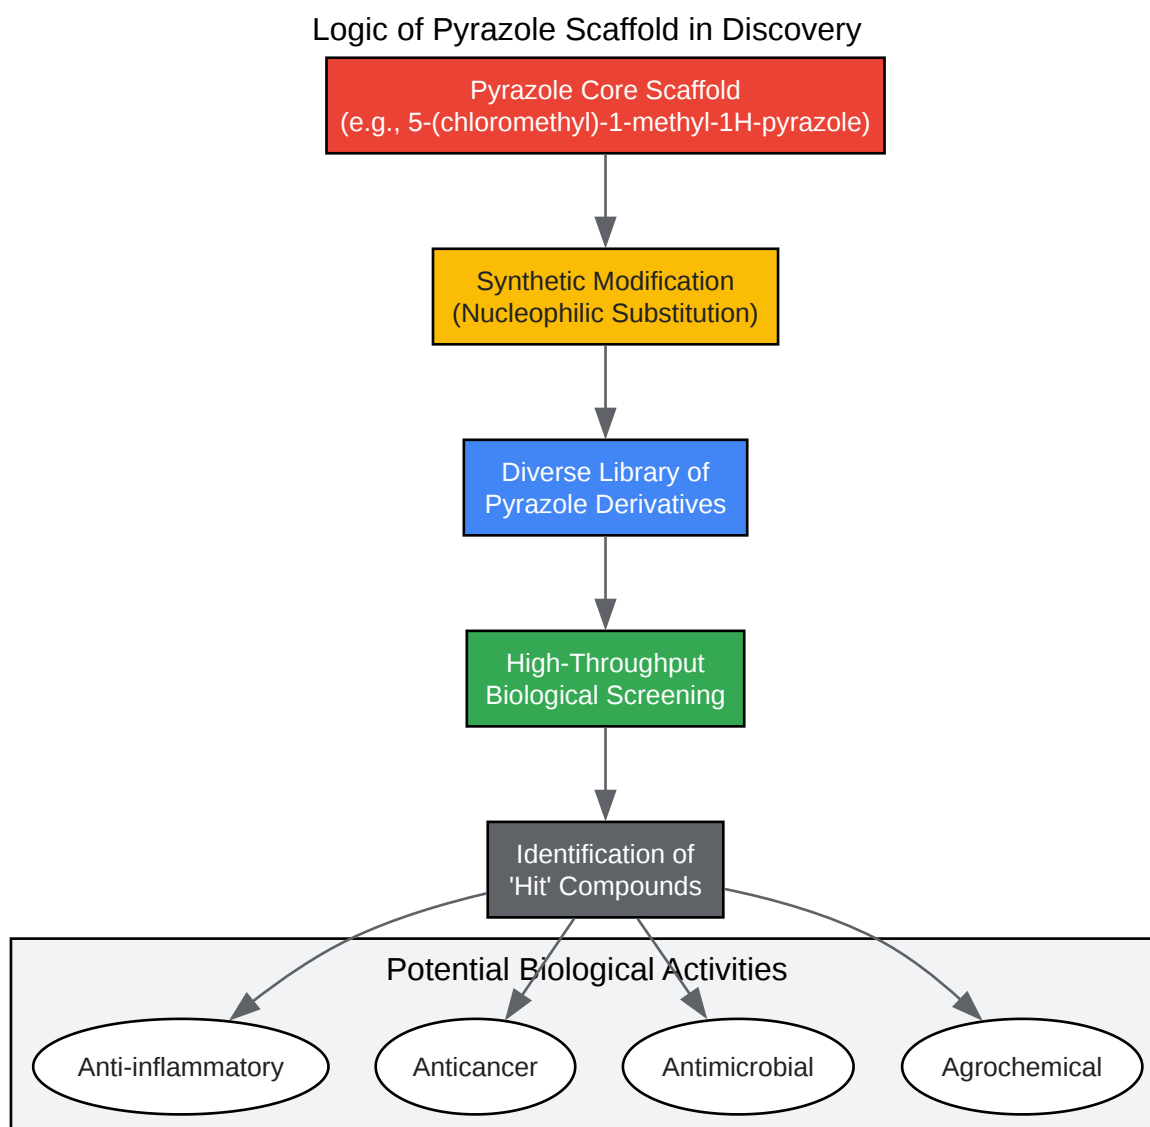 Logic of Pyrazole Scaffold in Discovery
Pyrazole Core Scaffold
(e.g., 5-(chloromethyl)-1-methyl-1H-pyrazole)
Synthetic Modification
(Nucleophilic Substitution)
Diverse Library of
Pyrazole Derivatives
High-Throughput
Biological Screening
Identification of
'Hit' Compounds
Potential Biological Activities
Anti-inflammatory
Anticancer
Antimicrobial
Agrochemical